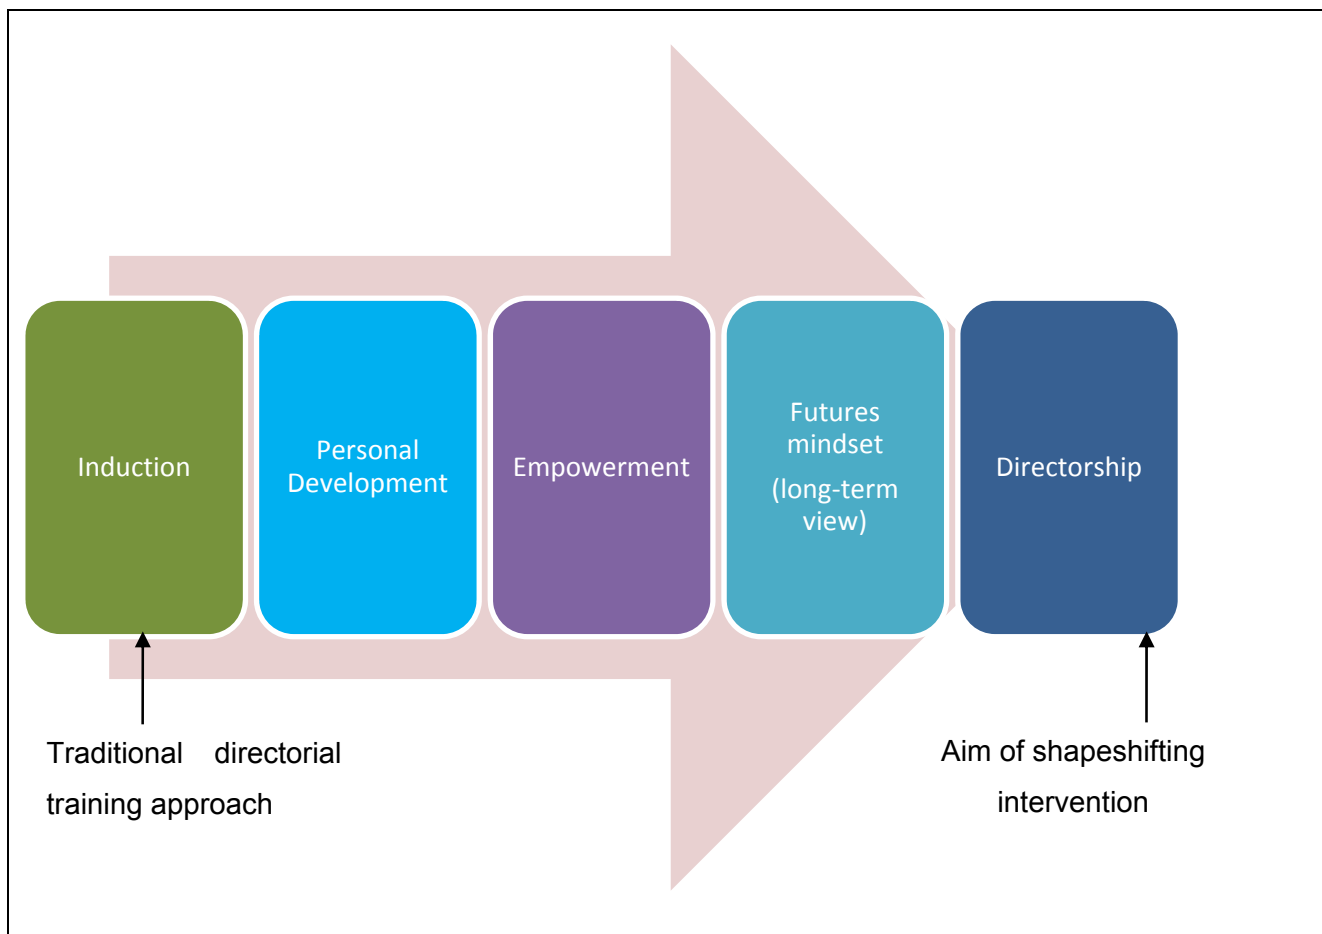 Induction
Personal
Development
Empowerment
Futures
mindset
(long-term
view)
Directorship
Traditional directorial
training approach
Aim of shapeshifting
intervention